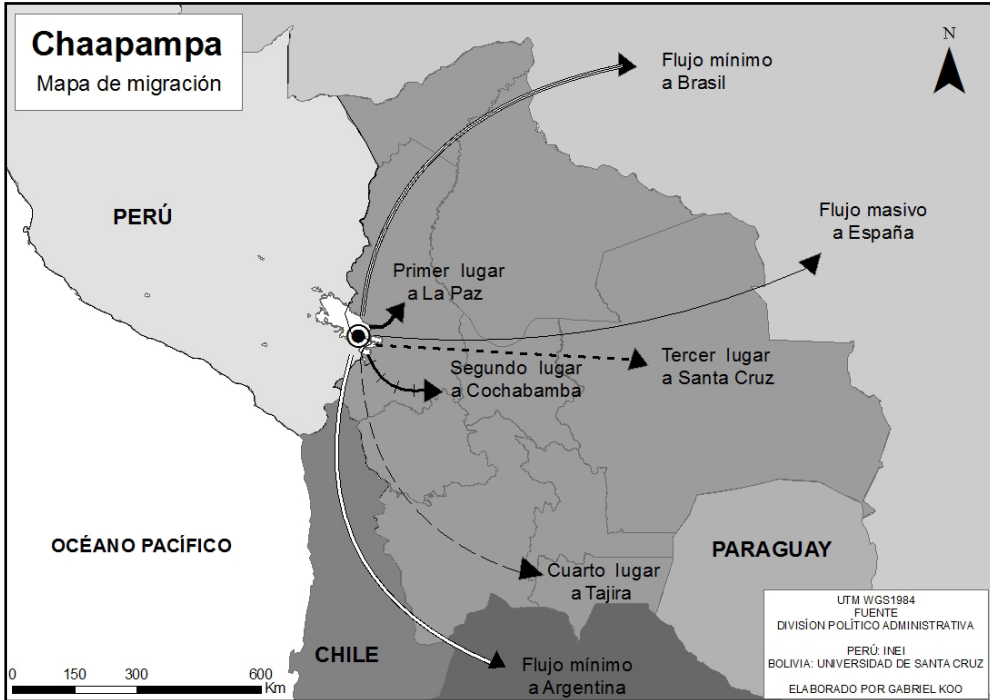 Chaapampa
Mapa de migración
N
Flujo mínimo
a Brasil
PERÚ
Flujo masivo
a España
Primer lugar
a La Paz
Tercer lugar
a Santa Cruz
Segundo lugar
a Cochabamba
OCÉANO PACÍFICO
PARAGUAY
Cuarto lugar
a Tajira
CHILE
Flujo mínimo
a Argentina
0 150 300 600
Km
UTM WGS1984
FUENTE
DIVISÍON POLÍTICO ADMINISTRATIVA
PERÚ: INEI
BOLIVIA: UNIVERSIDAD DE SANTA CRUZ
ELABORADO POR GABRIEL KOO